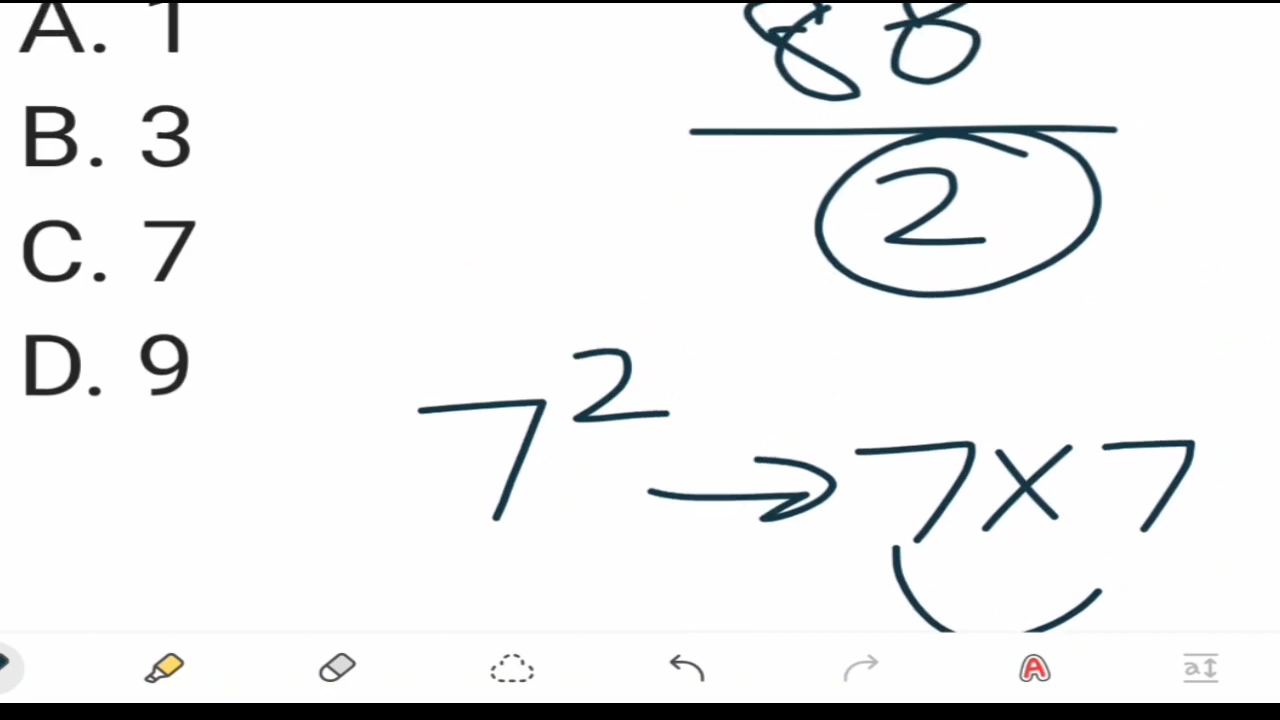 A. 1
B. 3
C. 7
D. 9
88
2
7² → 7 × 7